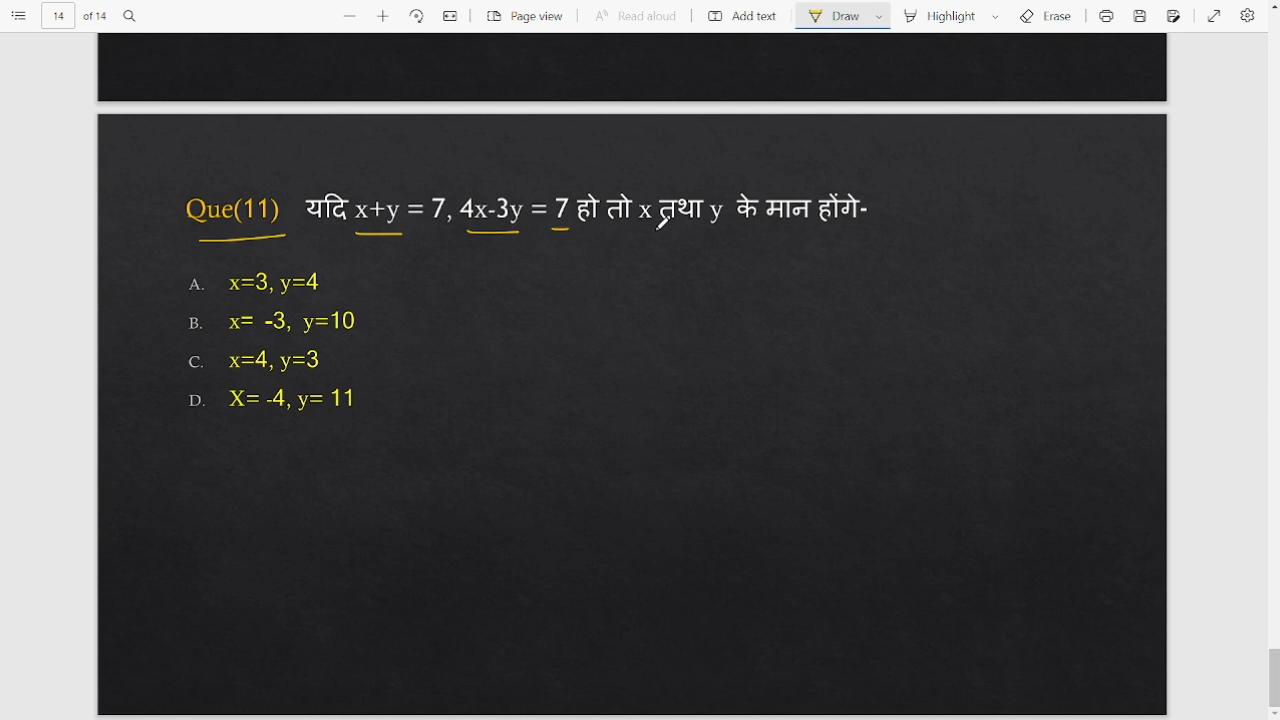 14 of 14 Page view Read aloud Add text Draw Highlight Erase
Que(11) यदि x+y = 7, 4x-3y = 7 हो तो x तथा y के मान होंगे-
A. x=3, y=4
B. x= -3, y=10
C. x=4, y=3
D. X= -4, y= 11